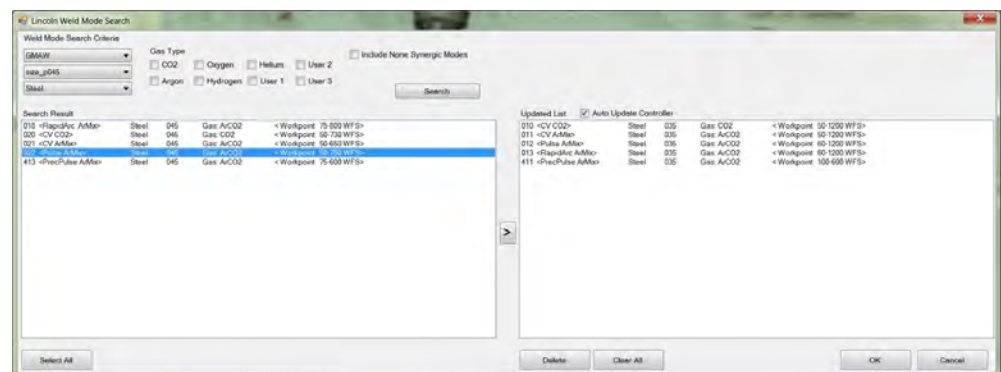 Lincoln Weld Mode Search
Weld Mode Search Criteria
GMAW
size_p045
Steel
Gas Type
CO2 Oxygen Helium User 2
Argon Hydrogen User 1 User 3
Include None Synergic Modes
Search
Search Result
018 <RapidArc ArMix> Steel 045 Gas: ArCO2 <Workpoint 75-800 WFS>
020 <CV CO2> Steel 045 Gas: CO2 <Workpoint 50-730 WFS>
021 <CV ArMix> Steel 045 Gas: ArCO2 <Workpoint 50-650 WFS>
022 <Pulse ArMix> Steel 045 Gas: ArCO2 <Workpoint 50-750 WFS>
413 <PrecPulse ArMix> Steel 045 Gas: ArCO2 <Workpoint 75-600 WFS>
>
Updated List Auto Update Controller
010 <CV CO2> Steel 035 Gas: CO2 <Workpoint 50-1200 WFS>
011 <CV ArMix> Steel 035 Gas: ArCO2 <Workpoint 50-1200 WFS>
012 <Pulse ArMix> Steel 035 Gas: ArCO2 <Workpoint 60-1200 WFS>
013 <RapidArc ArMix> Steel 035 Gas: ArCO2 <Workpoint 60-1200 WFS>
411 <PrecPulse ArMix> Steel 035 Gas: ArCO2 <Workpoint 100-600 WFS>
Select All
Delete Clear All OK Cancel